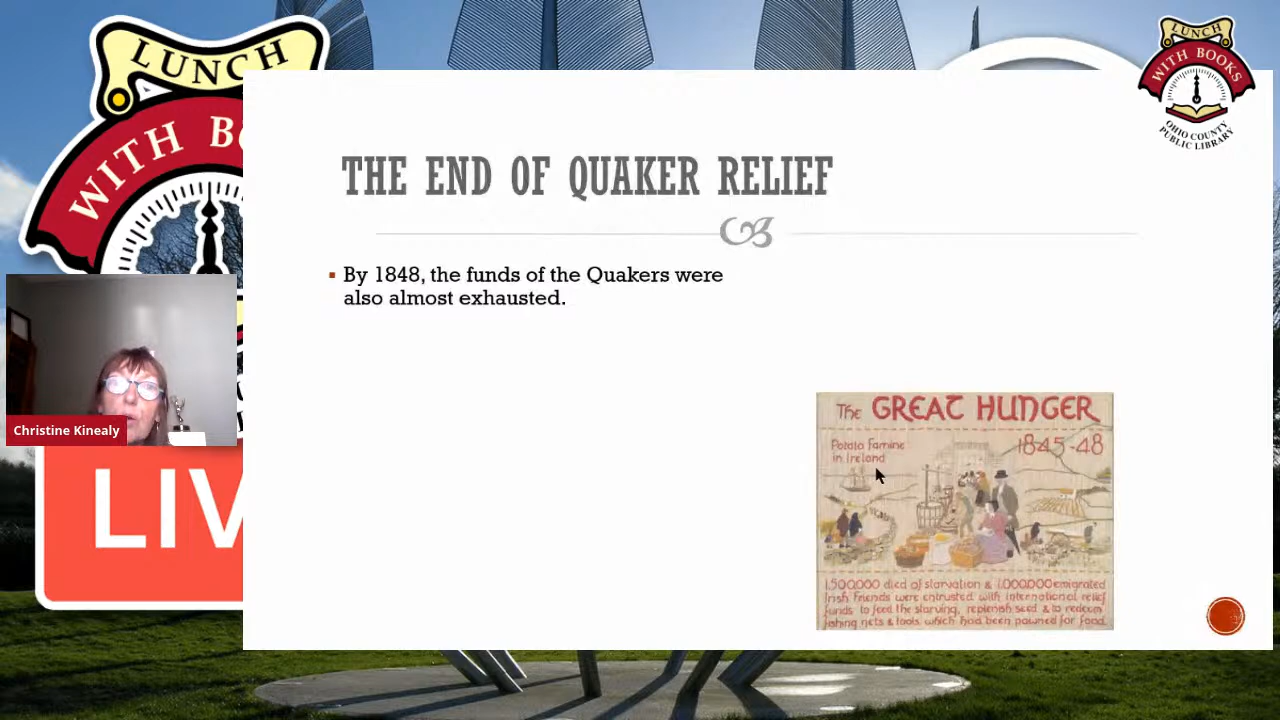 LUNCH
WITH BO
LIV
Christine Kinealy
LUNCH
WITH BOOKS
OHIO COUNTY
PUBLIC LIBRARY
THE END OF QUAKER RELIEF
By 1848, the funds of the Quakers were
also almost exhausted.
The GREAT HUNGER
Potato Famine
in Ireland
1845-48
1,500,000 died of starvation & 1,000,000 emigrated
Irish Friends were entrusted with international relief
funds to feed the starving, replenish seed & to redeem
fishing nets & tools which had been pawned for food.